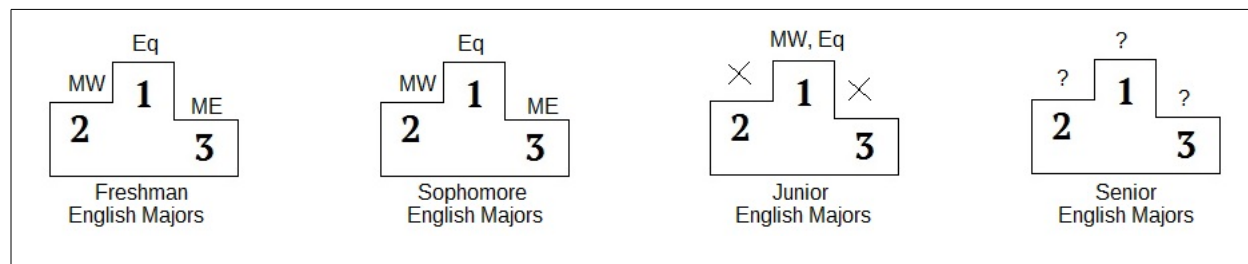 Eq
MW
1
ME
2
3
Freshman
English Majors
Eq
MW
1
ME
2
3
Sophomore
English Majors
MW, Eq
1
2
3
Junior
English Majors
?
?
1
?
2
3
Senior
English Majors